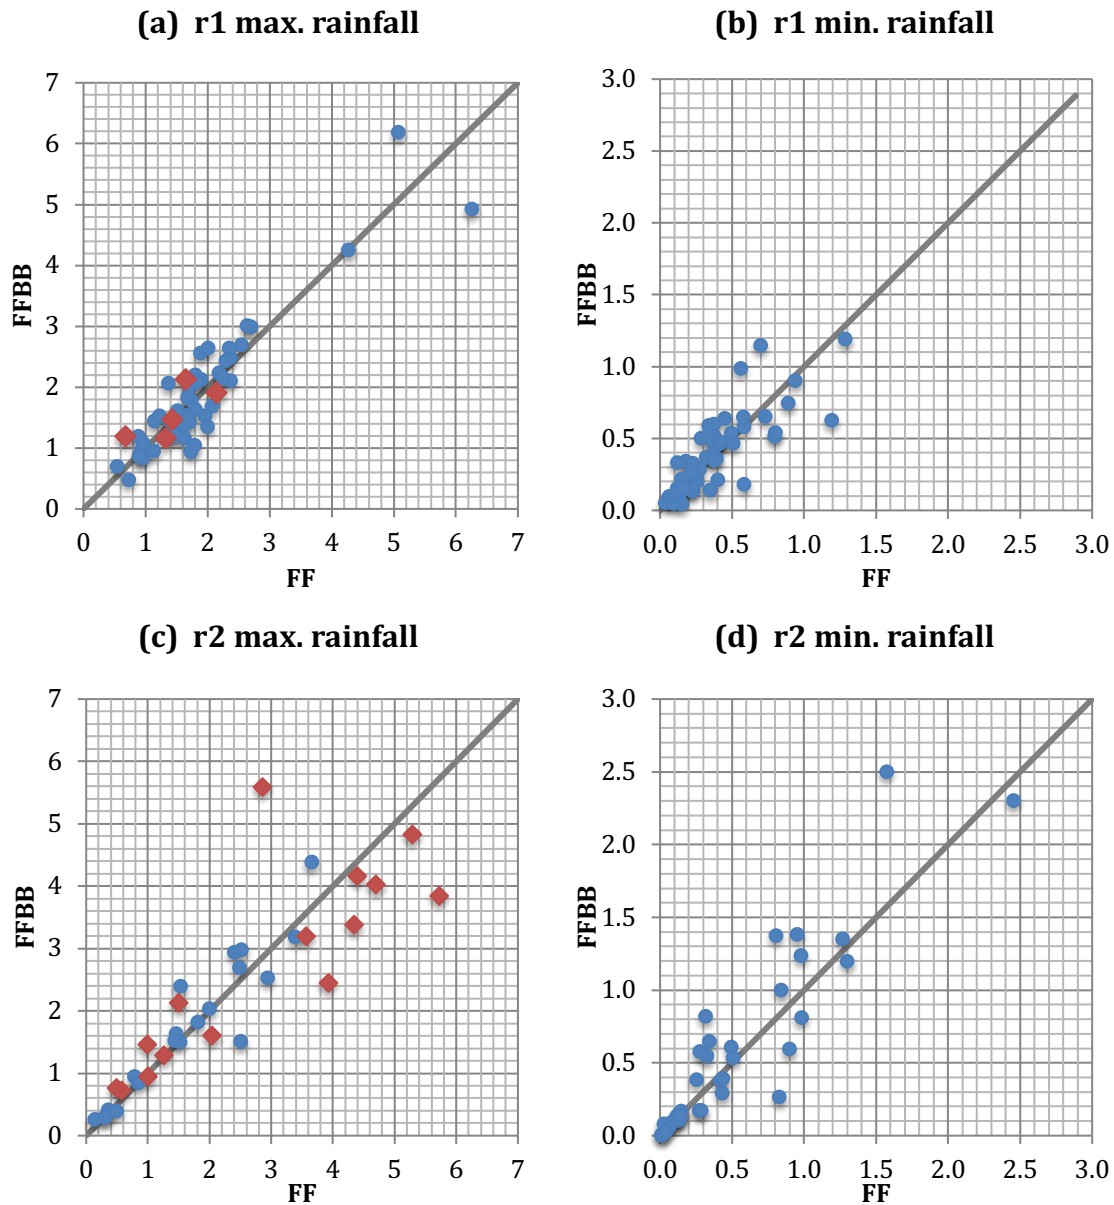 (a) r1 max. rainfall
7
6
5
4
3
2
1
0
FFBB
0 1 2 3 4 5 6 7
FF
(b) r1 min. rainfall
3.0
2.5
2.0
1.5
1.0
0.5
0.0
FFBB
0.0 0.5 1.0 1.5 2.0 2.5 3.0
FF
(c) r2 max. rainfall
7
6
5
4
3
2
1
0
FFBB
0 1 2 3 4 5 6 7
FF
(d) r2 min. rainfall
3.0
2.5
2.0
1.5
1.0
0.5
0.0
FFBB
0.0 0.5 1.0 1.5 2.0 2.5 3.0
FF